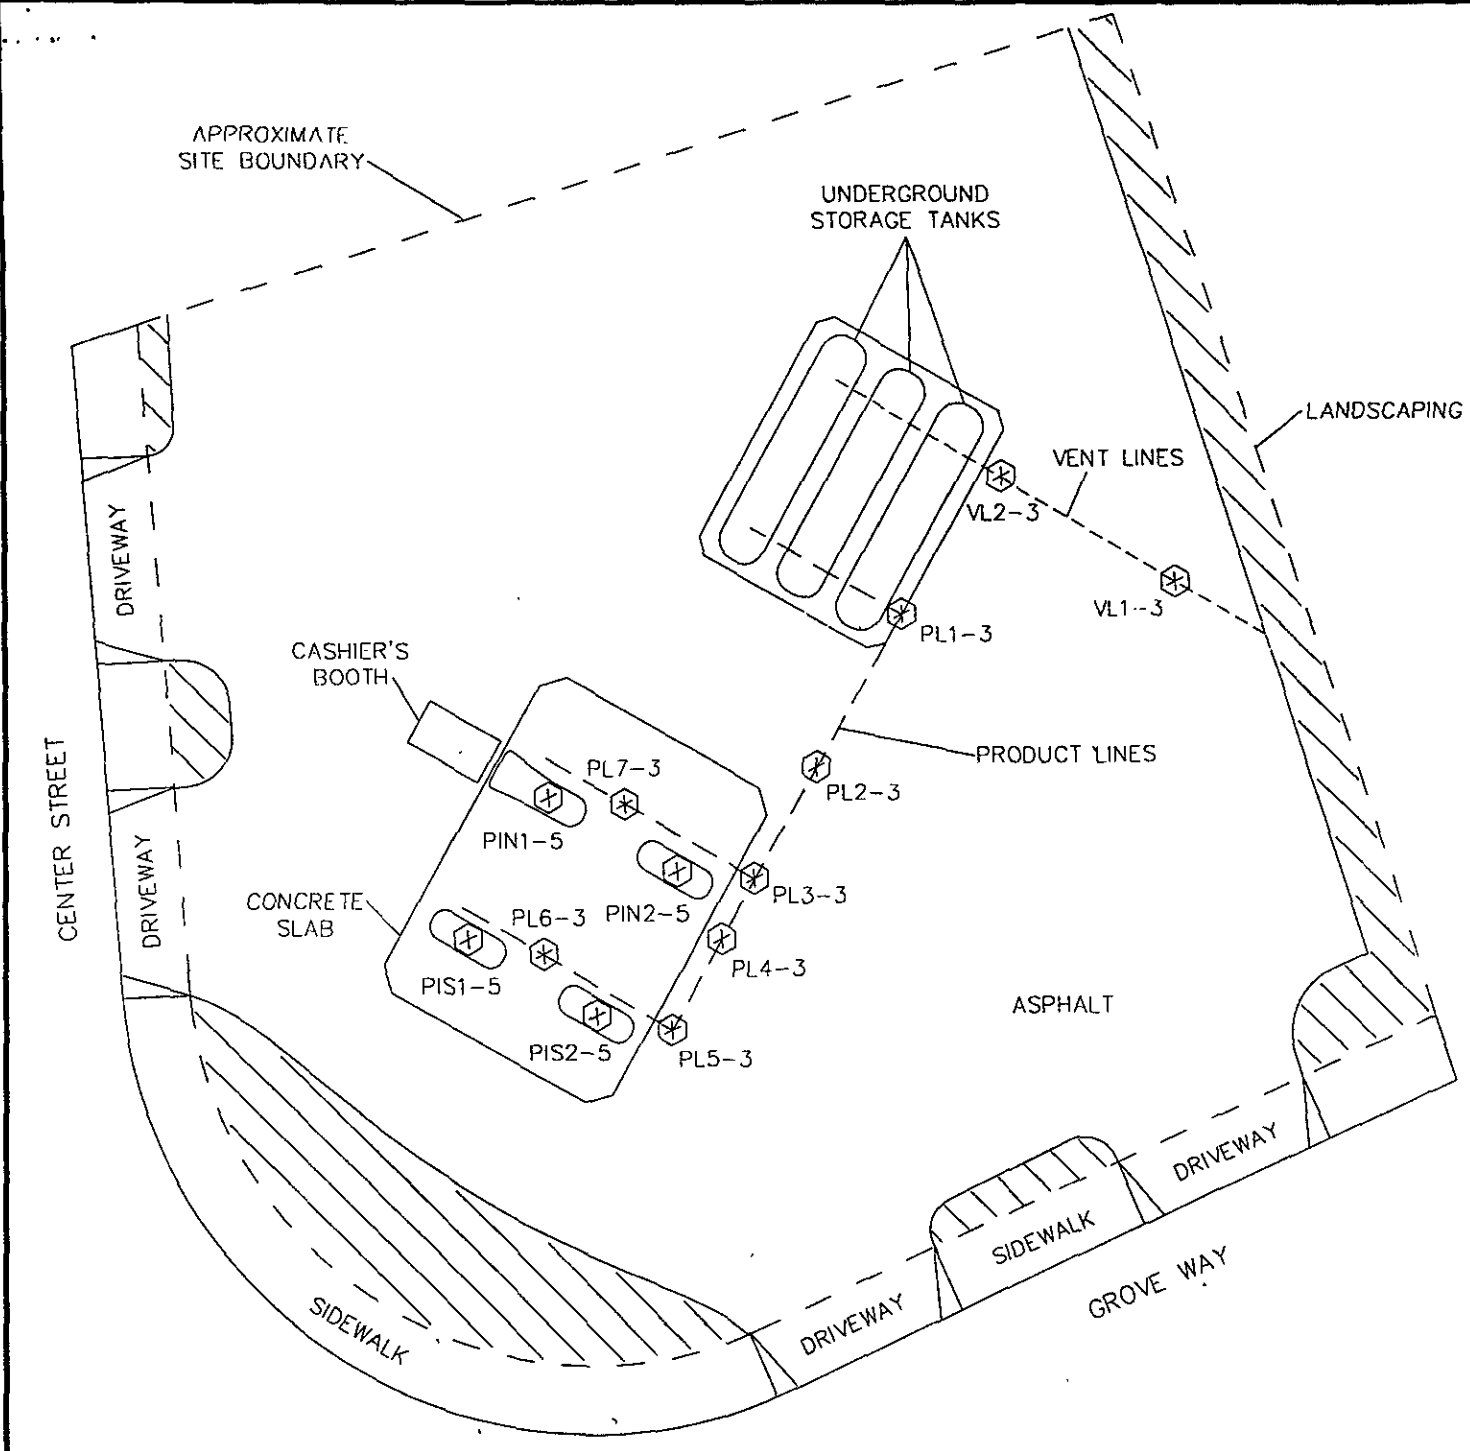 APPROXIMATE
SITE BOUNDARY
UNDERGROUND
STORAGE TANKS
LANDSCAPING
VENT LINES
VL2-3
VL1-3
PL1-3
DRIVEWAY
CASHIER'S
BOOTH
PRODUCT LINES
PL7-3
PL2-3
CENTER STREET
PIN1-5
DRIVEWAY
CONCRETE
SLAB
PIN2-5
PL3-3
PL6-3
PL4-3
PIS1-5
ASPHALT
PIS2-5
PL5-3
DRIVEWAY
SIDEWALK
GROVE WAY
DRIVEWAY
SIDEWALK